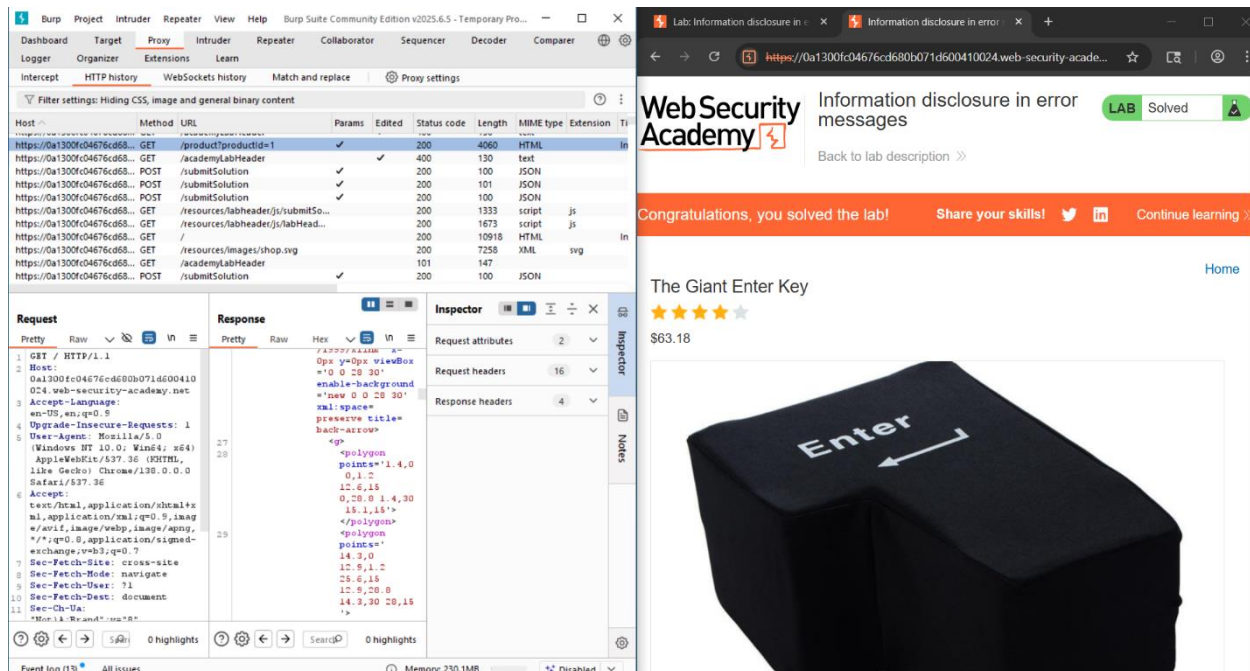 Burp Project Intruder Repeater View Help Burp Suite Community Edition v2025.6.5 - Temporary Pro...
Dashboard Target Proxy Intruder Repeater Collaborator Sequencer Decoder Comparer
Logger Organizer Extensions Learn
Intercept HTTP history WebSockets history Match and replace Proxy settings
Filter settings: Hiding CSS, image and general binary content
Host Method URL Params Edited Status code Length MIME type Extension Ti
https://0a1300fc04676cd68... GET /product?productId=1 ✓ 200 4060 HTML In
https://0a1300fc04676cd68... GET /academyLabHeader ✓ 400 130 text
https://0a1300fc04676cd68... POST /submitSolution ✓ 200 100 JSON
https://0a1300fc04676cd68... POST /submitSolution ✓ 200 101 JSON
https://0a1300fc04676cd68... POST /submitSolution ✓ 200 100 JSON
https://0a1300fc04676cd68... GET /resources/labheader/js/submitSo... 200 1333 script js
https://0a1300fc04676cd68... GET /resources/labheader/js/labHead... 200 1673 script js
https://0a1300fc04676cd68... GET / 200 10918 HTML In
https://0a1300fc04676cd68... GET /resources/images/shop.svg 200 7258 XML svg
https://0a1300fc04676cd68... GET /academyLabHeader 101 147
https://0a1300fc04676cd68... POST /submitSolution ✓ 200 100 JSON
Request
Pretty Raw \n
1 GET / HTTP/1.1
2 Host:
0a1300fc04676cd680b071d600410
024.web-security-academy.net
3 Accept-Language:
en-US,en;q=0.9
4 Upgrade-Insecure-Requests: 1
5 User-Agent: Mozilla/5.0
(Windows NT 10.0; Win64; x64)
AppleWebKit/537.36 (KHTML,
like Gecko) Chrome/138.0.0.0
Safari/537.36
6 Accept:
text/html,application/xhtml+x
ml,application/xml;q=0.9,imag
e/avif,image/webp,image/apng,
*/*;q=0.8,application/signed-
exchange;v=b3;q=0.7
7 Sec-Fetch-Site: cross-site
8 Sec-Fetch-Mode: navigate
9 Sec-Fetch-User: ?1
10 Sec-Fetch-Dest: document
11 Sec-Ch-Ua:
0 highlights
Response
Pretty Raw Hex \n
/1999/xlink x=
0px y=0px viewBox
='0 0 28 30'
enable-background
='new 0 0 28 30'
xml:space=
preserve title=
back-arrow>
27 <g>
28 <polygon
points='1.4,0
0,1.2
12.6,15
0,28.8 1.4,30
15.1,15'>
</polygon>
29 <polygon
points='
14.3,0
12.9,1.2
25.6,15
12.9,28.8
14.3,30 28,15
'>
Search 0 highlights
Inspector
Request attributes 2
Request headers 16
Response headers 4
Inspector
Notes
Event log (13) All issues Memory: 230.1MB Disabled
Lab: Information disclosure in e
Information disclosure in error
https://0a1300fc04676cd680b071d600410024.web-security-acade...
Web Security
Academy
Information disclosure in error
messages
Back to lab description
LAB Solved
Congratulations, you solved the lab! Share your skills! in Continue learning
Home
The Giant Enter Key
$63.18
Enter